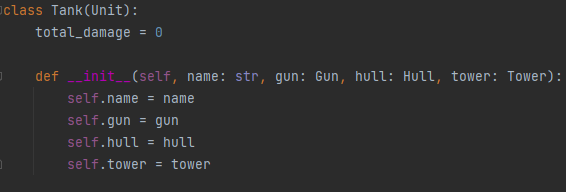 class Tank(Unit):
    total_damage = 0
    def __init__(self, name: str, gun: Gun, hull: Hull, tower: Tower):
        self.name = name
        self.gun = gun
        self.hull = hull
        self.tower = tower